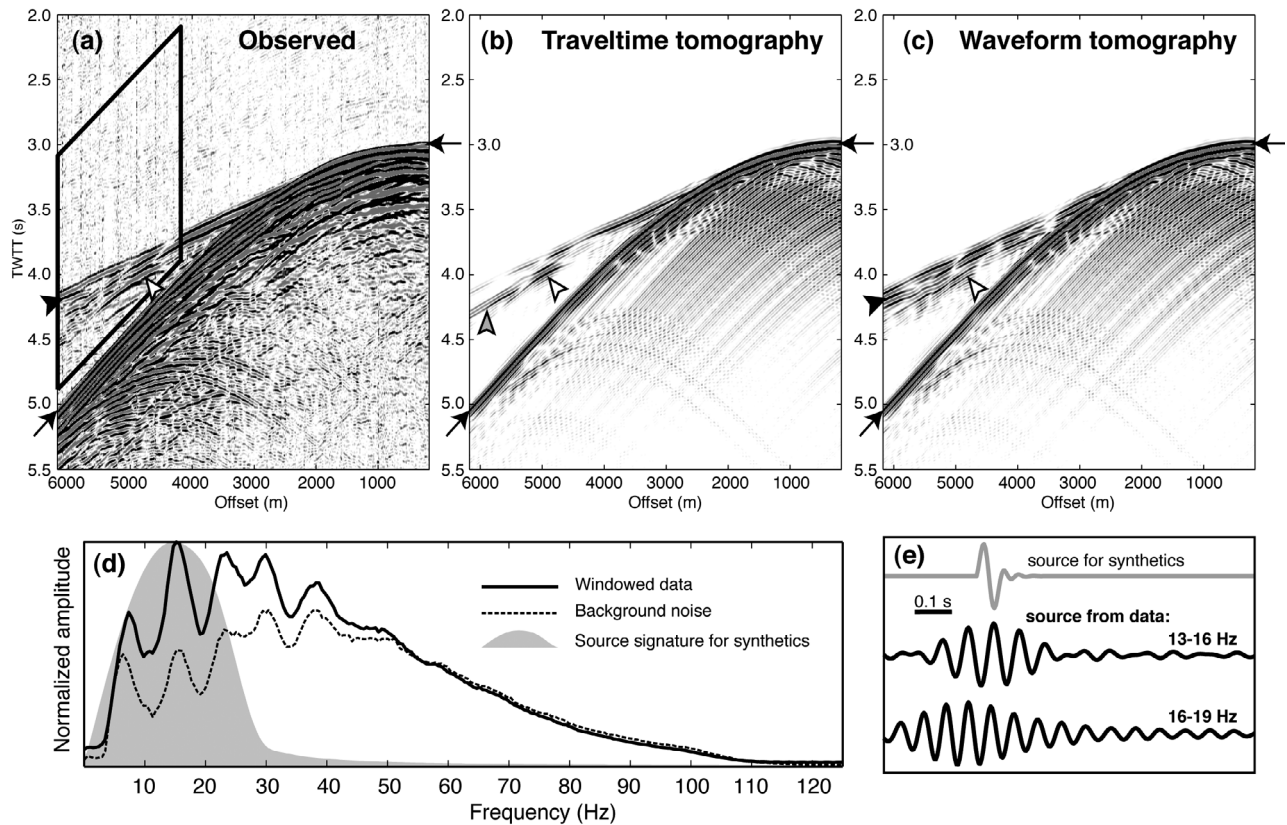 (a) Observed
(b) Traveltime tomography
(c) Waveform tomography
2.0
2.5
3.0
3.5
4.0
4.5
5.0
5.5
TWTT (s)
6000 5000 4000 3000 2000 1000
Offset (m)
2.0
2.5
3.0
3.5
4.0
4.5
5.0
5.5
6000 5000 4000 3000 2000 1000
Offset (m)
2.0
2.5
3.0
3.5
4.0
4.5
5.0
5.5
6000 5000 4000 3000 2000 1000
Offset (m)
(d)
Normalized amplitude
Windowed data
Background noise
Source signature for synthetics
10 20 30 40 50 60 70 80 90 100 110 120
Frequency (Hz)
(e)
source for synthetics
0.1 s
source from data:
13-16 Hz
16-19 Hz